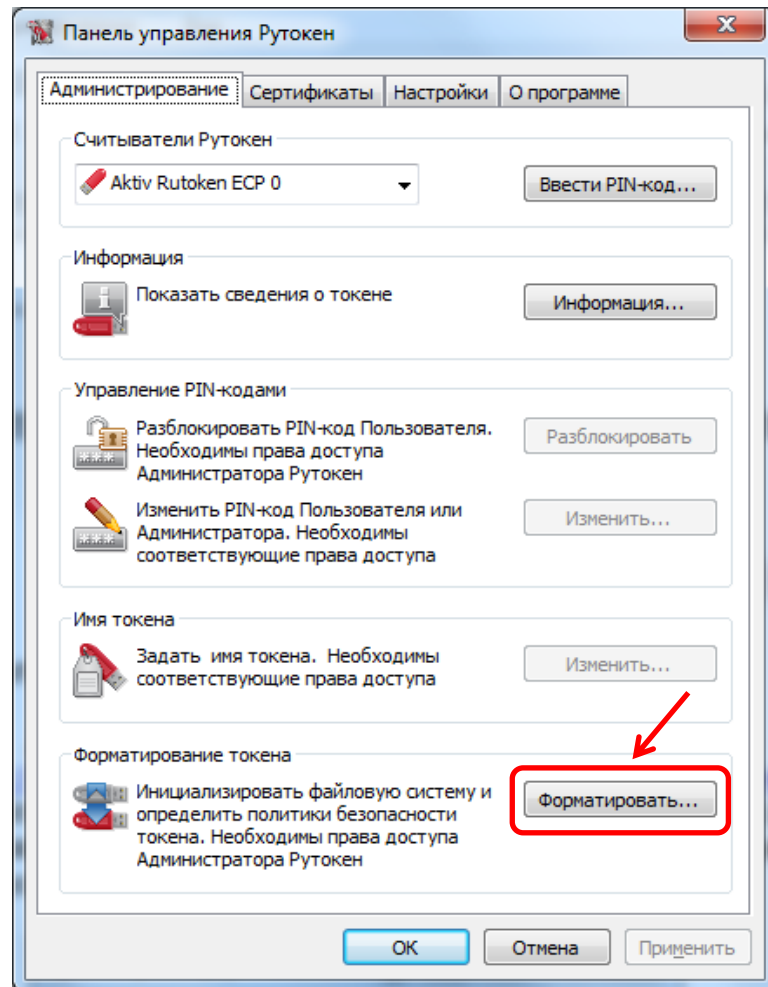 Панель управления Рутокен
Администрирование Сертификаты Настройки О программе
Считыватели Рутокен
Aktiv Rutoken ECP 0
Ввести PIN-код...
Информация
Показать сведения о токене
Информация...
Управление PIN-кодами
Разблокировать PIN-код Пользователя.
Необходимы права доступа
Администратора Рутокен
Разблокировать
Изменить PIN-код Пользователя или
Администратора. Необходимы
соответствующие права доступа
Изменить...
Имя токена
Задать имя токена. Необходимы
соответствующие права доступа
Изменить...
Форматирование токена
Инициализировать файловую систему и
определить политики безопасности
токена. Необходимы права доступа
Администратора Рутокен
Форматировать...
ОК Отмена Применить